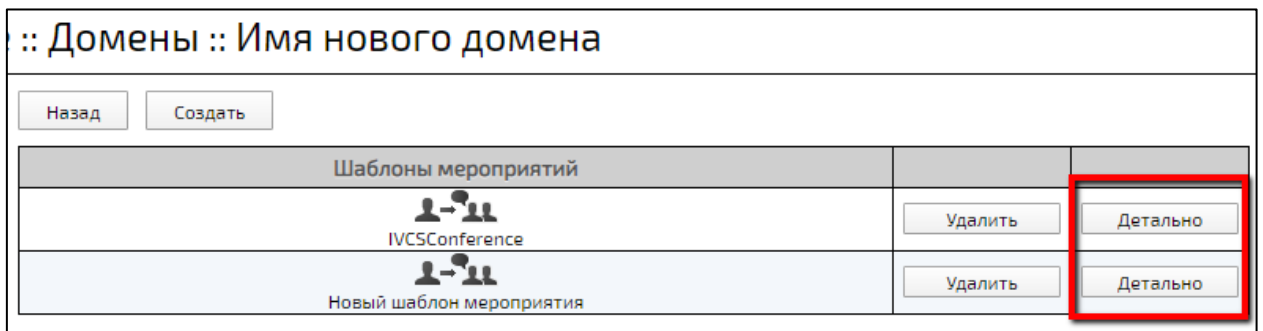 :: Домены :: Имя нового домена
Назад Создать
Шаблоны мероприятий
IVCSConference Удалить Детально
Новый шаблон мероприятия Удалить Детально